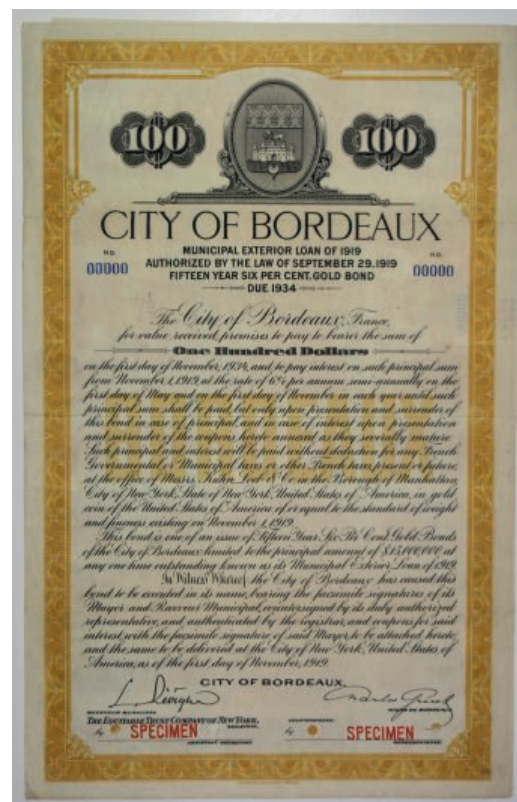 100 100
CITY OF BORDEAUX
MUNICIPAL EXTERIOR LOAN OF 1919
AUTHORIZED BY THE LAW OF SEPTEMBER 29, 1919
FIFTEEN YEAR SIX PER CENT. GOLD BOND
DUE 1934
NO. 00000
NO. 00000
The City of Bordeaux, France,
for value received, promises to pay to bearer the sum of
One Hundred Dollars
on the first day of November, 1934, and to pay interest on such principal sum
from November 1, 1919, at the rate of 6% per annum semi-annually on the
first day of May and on the first day of November in each year until such
principal sum shall be paid, but only upon presentation and surrender of
this bond in case of principal, and in case of interest upon presentation
and surrender of the coupons hereto annexed as they severally mature.
Such principal and interest will be paid without deduction for any French
Governmental or Municipal taxes or other French taxes, present or future,
at the office of Messrs. Kuhn, Loeb & Co. in the Borough of Manhattan,
City of New York, State of New York, United States of America, in gold
coin of the United States of America of or equal to the standard of weight
and fineness existing on November 1, 1919.
This bond is one of an issue of Fifteen Year Six Per Cent. Gold Bonds
of the City of Bordeaux limited to the principal amount of $15,000,000 at
any one time outstanding known as its Municipal Exterior Loan of 1919.
In Witness Whereof, the City of Bordeaux has caused this
bond to be executed in its name, bearing the facsimile signatures of its
Mayor and Receveur Municipal, countersigned by its duly authorized
representative, and authenticated by the registrar, and coupons for said
interest, with the facsimile signature of said Mayor, to be attached hereto,
and the same to be delivered at the City of New York, United States of
America, as of the first day of November, 1919.
CITY OF BORDEAUX,
RECEVEUR MUNICIPAL
MAYOR OF BORDEAUX
THE EQUITABLE TRUST COMPANY OF NEW YORK,
REGISTRAR,
COUNTERSIGNED:
By SPECIMEN
By SPECIMEN
ASSISTANT SECRETARY
REPRESENTATIVE